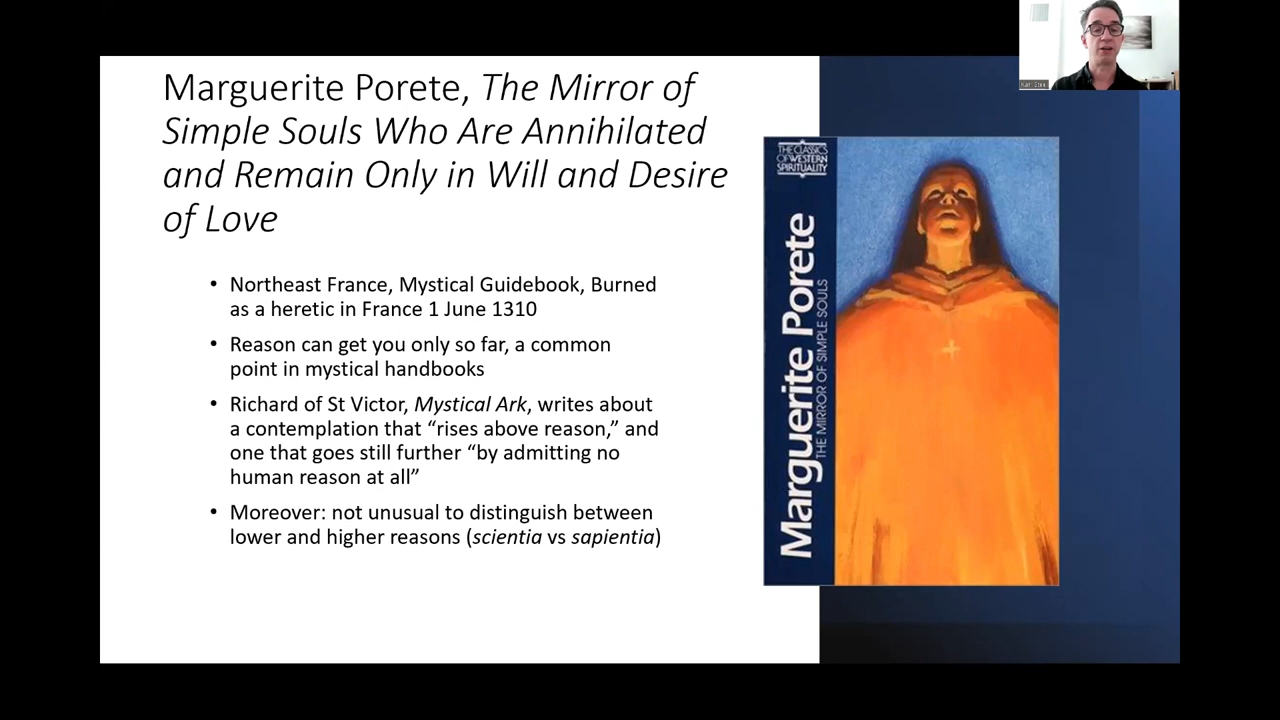 Marguerite Porete, The Mirror of
Simple Souls Who Are Annihilated
and Remain Only in Will and Desire
of Love
• Northeast France, Mystical Guidebook, Burned
as a heretic in France 1 June 1310
• Reason can get you only so far, a common
point in mystical handbooks
• Richard of St Victor, Mystical Ark, writes about
a contemplation that “rises above reason,” and
one that goes still further “by admitting no
human reason at all”
• Moreover: not unusual to distinguish between
lower and higher reasons (scientia vs sapientia)
THE CLASSICS
OF WESTERN
SPIRITUALITY
Marguerite Porete
THE MIRROR OF SIMPLE SOULS